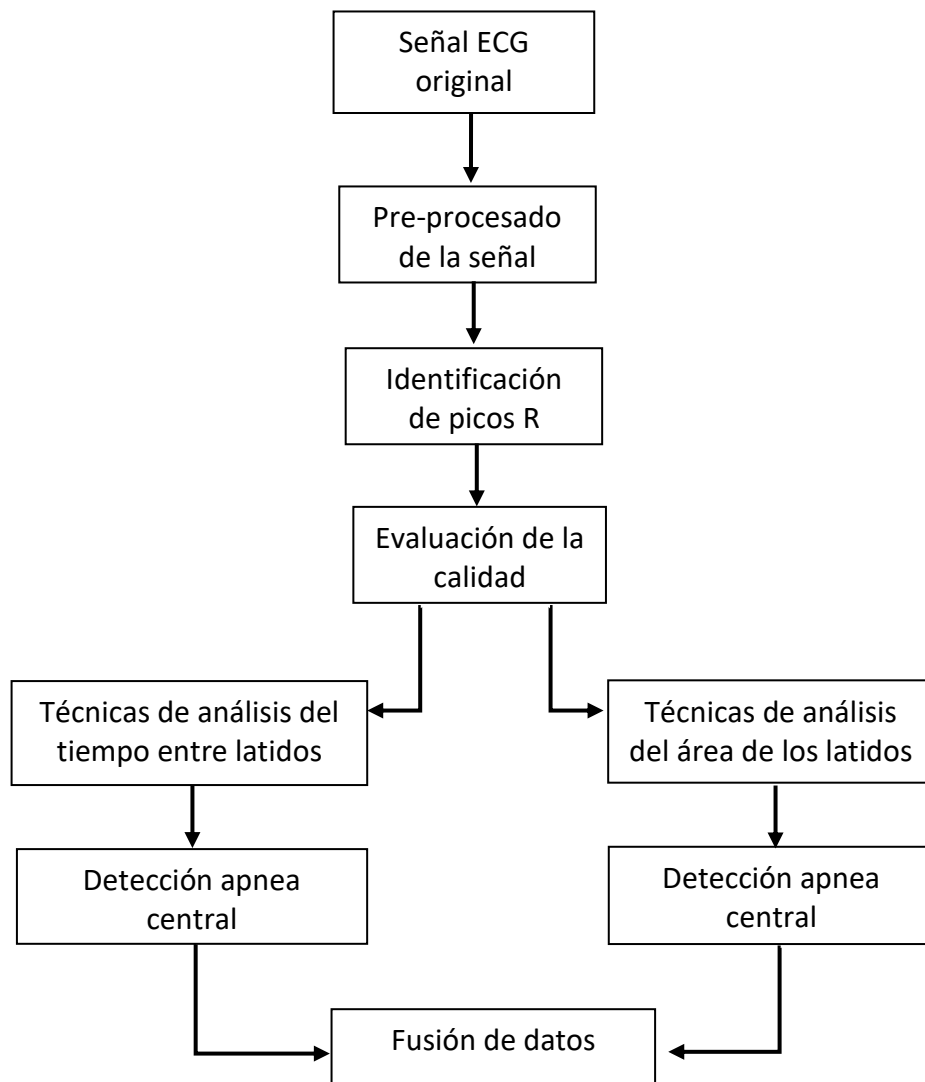 Señal ECG
original
Pre-procesado
de la señal
Identificación
de picos R
Evaluación de la
calidad
Técnicas de análisis del
tiempo entre latidos
Técnicas de análisis
del área de los latidos
Detección apnea
central
Detección apnea
central
Fusión de datos